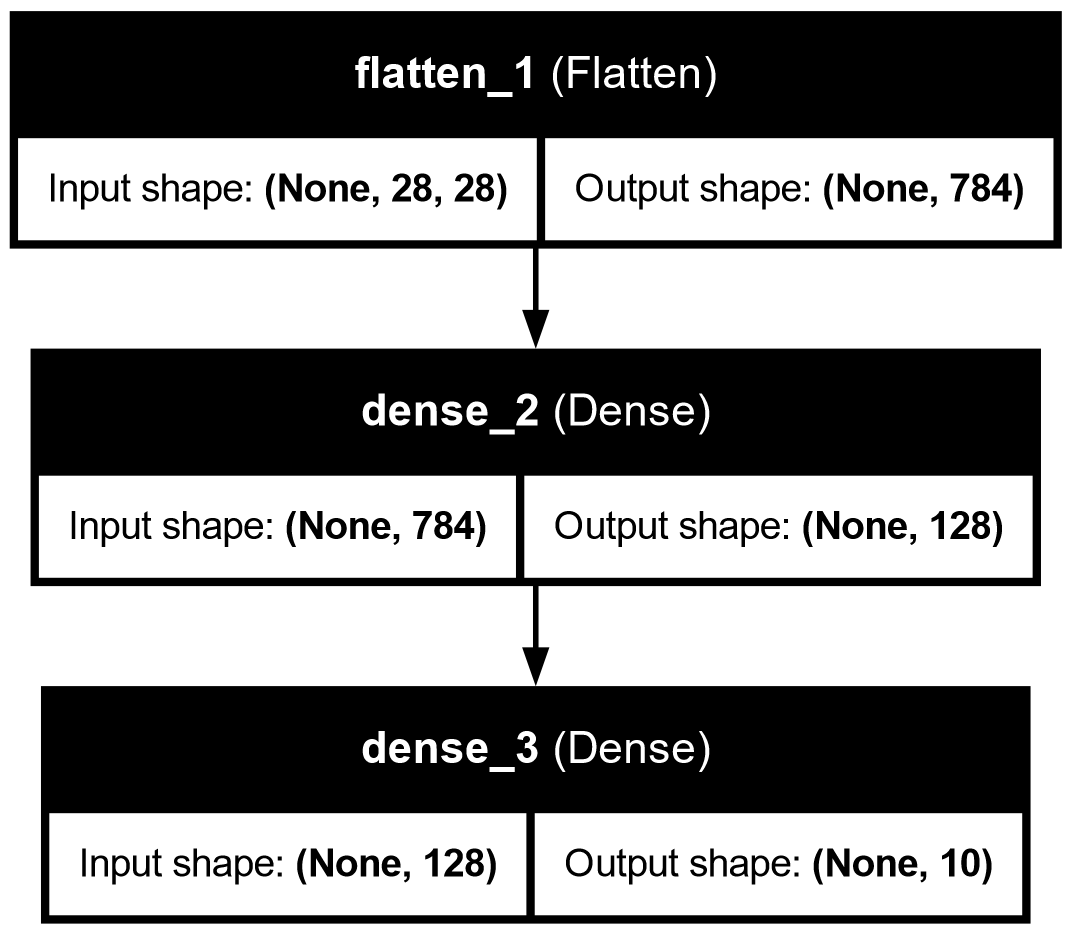 flatten_1 (Flatten)
Input shape: (None, 28, 28) Output shape: (None, 784)
dense_2 (Dense)
Input shape: (None, 784) Output shape: (None, 128)
dense_3 (Dense)
Input shape: (None, 128) Output shape: (None, 10)